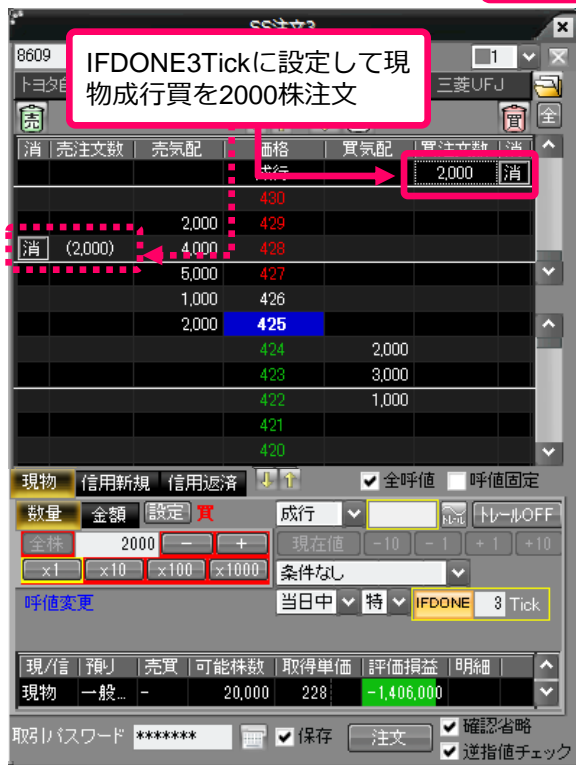 SS注文3
8609
1
IFDONE3Tickに設定して現
物成行買を2000株注文
トヨタ自
三菱UFJ
売
買
全
消 売注文数 売気配 価格 買気配 買注文数 消
成行 2,000 消
430
2,000 429
消 (2,000) 4,000 428
5,000 427
1,000 426
2,000 425
424 2,000
423 3,000
422 1,000
421
420
現物 信用新規 信用返済 全呼値 呼値固定
数量 金額 設定 買 成行 トレール トレールOFF
全株 2000 － ＋ 現在値 －10 －1 ＋1 ＋10
x1 x10 x100 x1000 条件なし
呼値変更 当日中 特 IFDONE 3 Tick
現/信 預り 売買 可能株数 取得単価 評価損益 明細
現物 一般... - 20,000 228 -1,406,000
取引パスワード ******* 保存 注文 確認省略
逆指値チェック